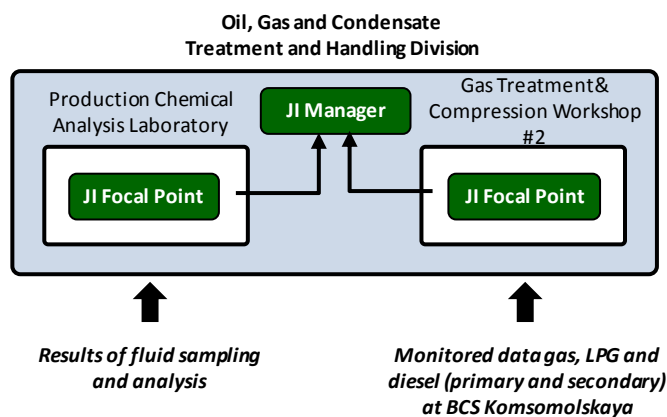 Oil, Gas and Condensate
Treatment and Handling Division
Production Chemical
Analysis Laboratory
JI Manager
Gas Treatment&
Compression Workshop
#2
JI Focal Point
JI Focal Point
Results of fluid sampling
and analysis
Monitored data gas, LPG and
diesel (primary and secondary)
at BCS Komsomolskaya